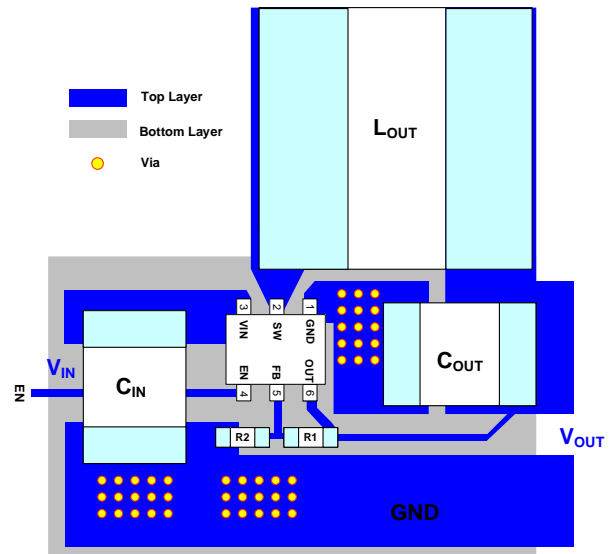 Top Layer
Bottom Layer
Via
LOUT
3 2 1
VIN SW GND
EN FB OUT
4 5 6
VIN
EN
CIN
COUT
R2
R1
VOUT
GND